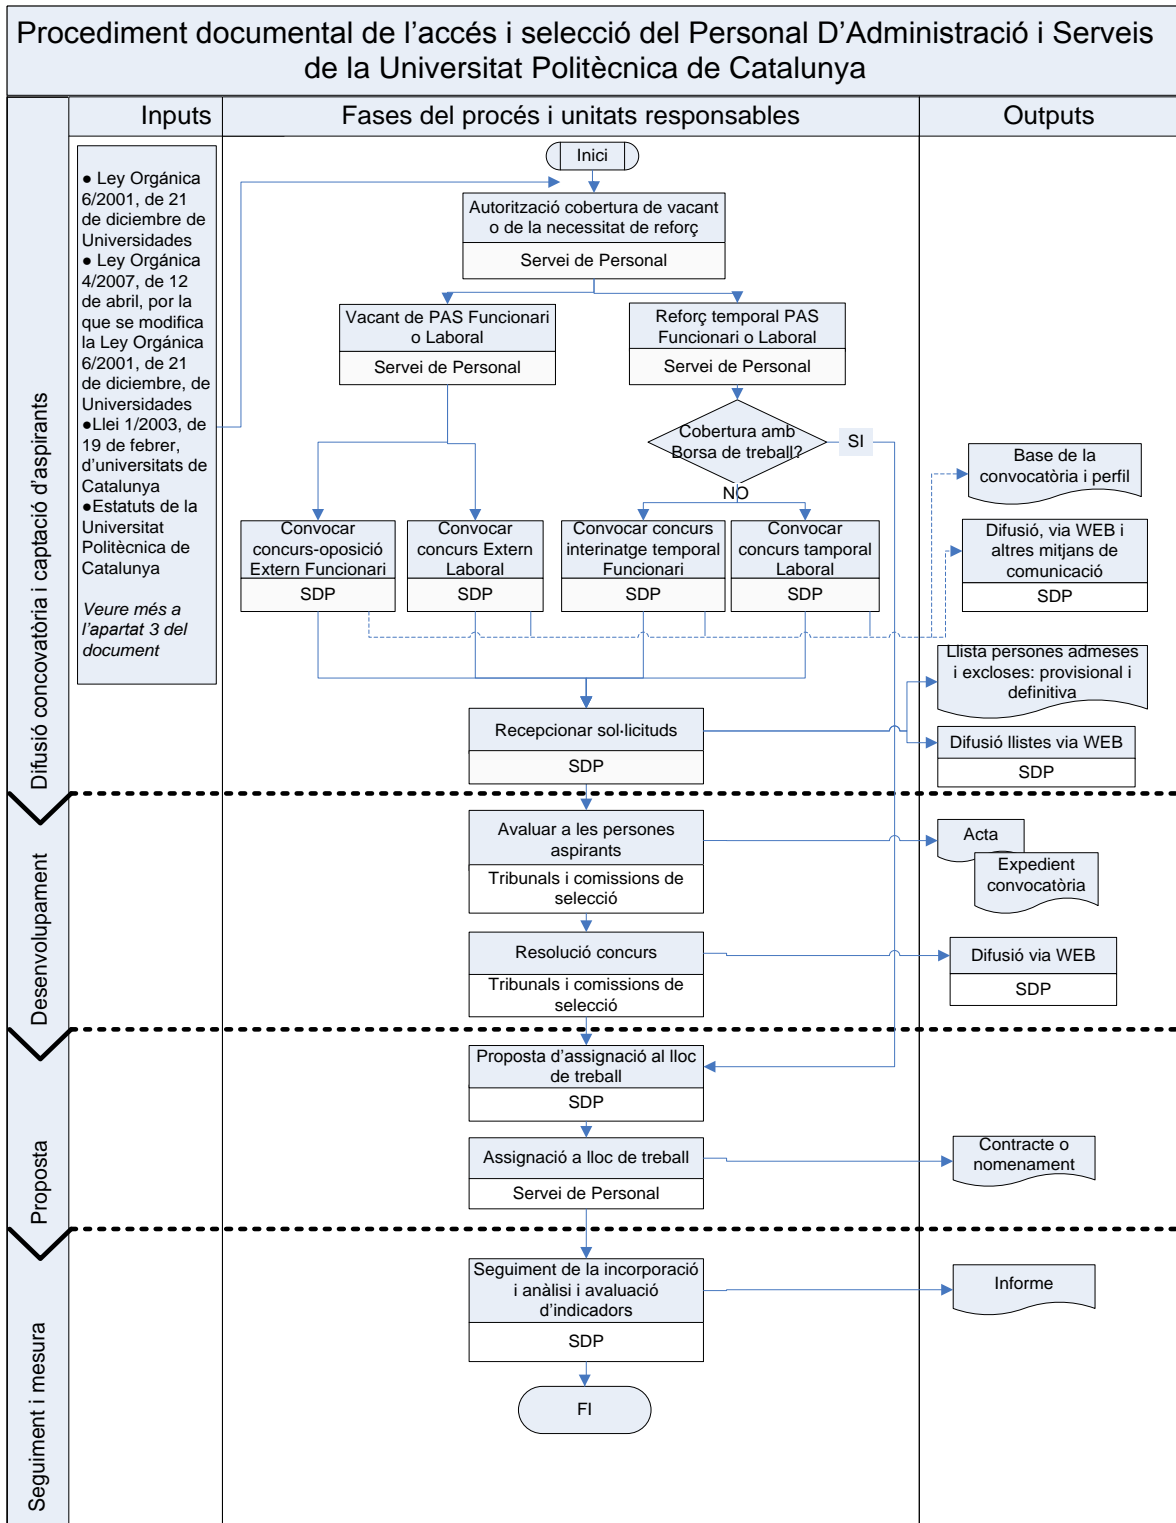 Procediment documental de l'accés i selecció del Personal D'Administració i Serveis
de la Universitat Politècnica de Catalunya
Inputs
Fases del procés i unitats responsables
Outputs
Difusió concovatòria i captació d'aspirants
● Ley Orgánica
6/2001, de 21
de diciembre de
Universidades
● Ley Orgánica
4/2007, de 12
de abril, por la
que se modifica
la Ley Orgánica
6/2001, de 21
de diciembre, de
Universidades
●Llei 1/2003, de
19 de febrer,
d'universitats de
Catalunya
●Estatuts de la
Universitat
Politècnica de
Catalunya
Veure més a
l'apartat 3 del
document
Inici
Autorització cobertura de vacant
o de la necessitat de reforç
Servei de Personal
Vacant de PAS Funcionari
o Laboral
Servei de Personal
Reforç temporal PAS
Funcionari o Laboral
Servei de Personal
Cobertura amb
Borsa de treball?
SI
NO
Convocar
concurs-oposició
Extern Funcionari
SDP
Convocar
concurs Extern
Laboral
SDP
Convocar concurs
interinatge temporal
Funcionari
SDP
Convocar
concurs tamporal
Laboral
SDP
Base de la
convocatòria i perfil
Difusió, via WEB i
altres mitjans de
comunicació
SDP
Recepcionar sol·licituds
SDP
Llista persones admeses
i excloses: provisional i
definitiva
Difusió llistes via WEB
SDP
Desenvolupament
Avaluar a les persones
aspirants
Tribunals i comissions de
selecció
Acta
Expedient
convocatòria
Resolució concurs
Tribunals i comissions de
selecció
Difusió via WEB
SDP
Proposta
Proposta d'assignació al lloc
de treball
SDP
Assignació a lloc de treball
Servei de Personal
Contracte o
nomenament
Seguiment i mesura
Seguiment de la incorporació
i anàlisi i avaluació
d'indicadors
SDP
Informe
FI